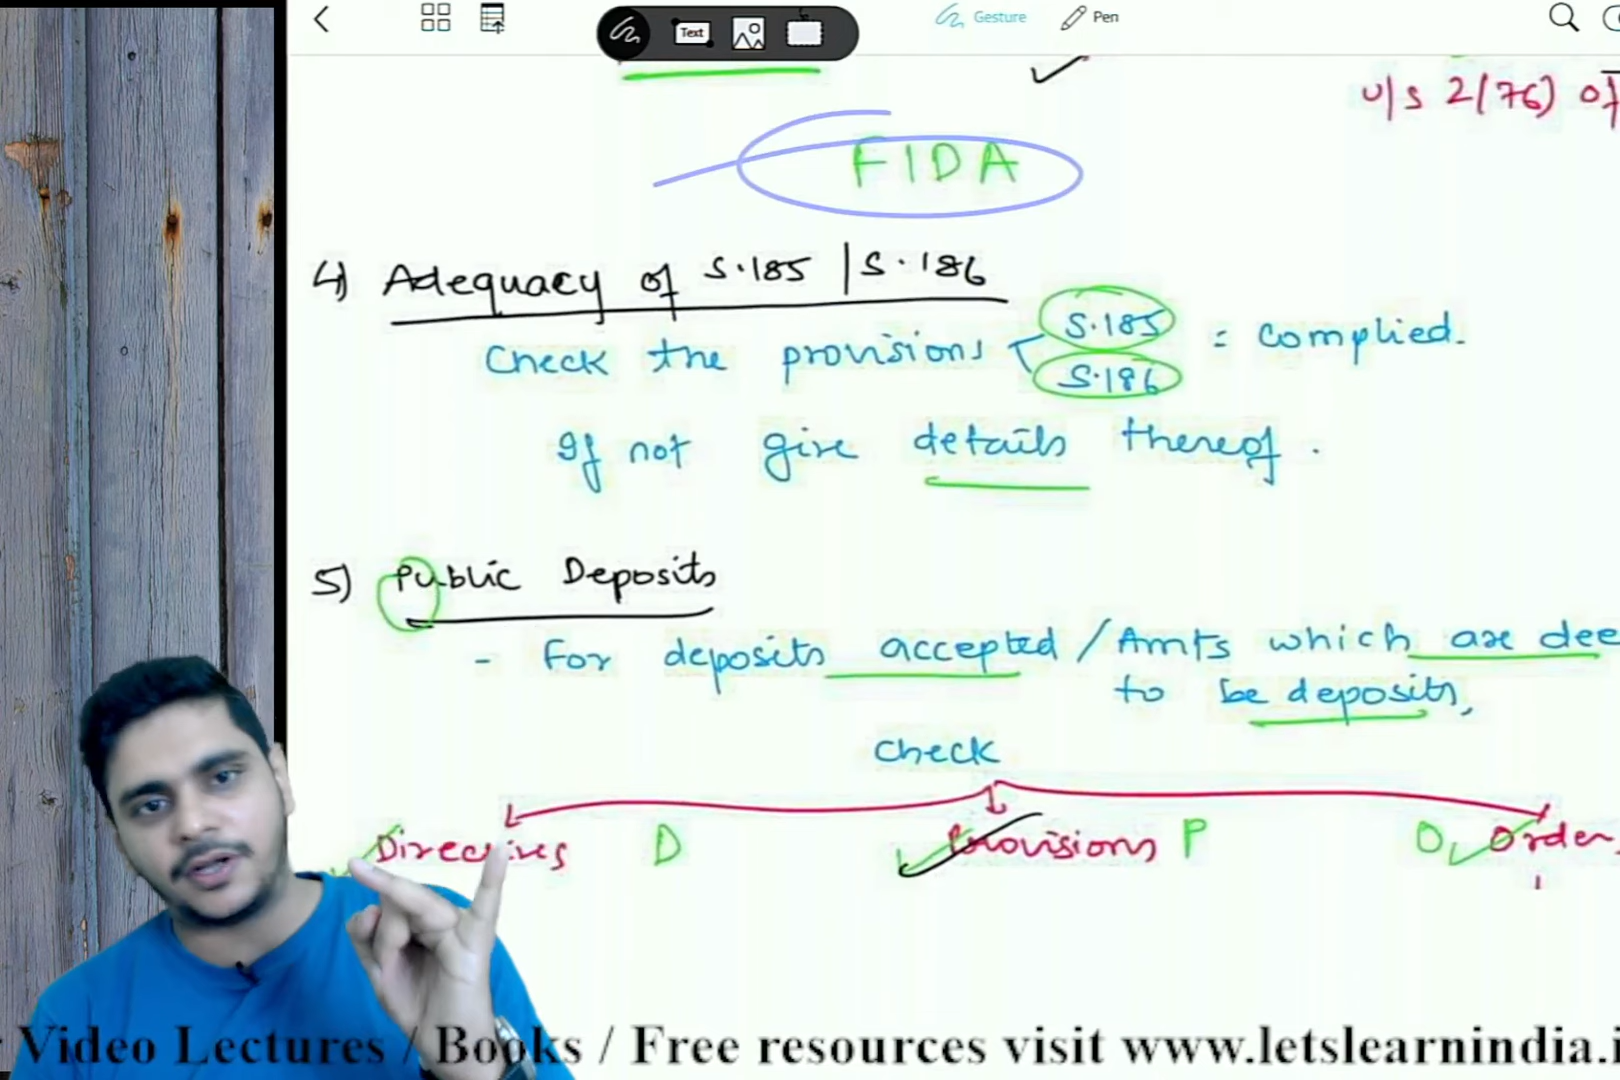 Text
Gesture
Pen
u/s 2(76) of
FIDA
4) Adequacy of S.185 | S.186
Check the provisions S.185 = complied.
S.186
If not give details thereof.
5) Public Deposits
- For deposits accepted / Amts which are dee
to be deposits,
Check
Directives D Provisions P O Order
Video Lectures / Books / Free resources visit www.letslearnindia.i